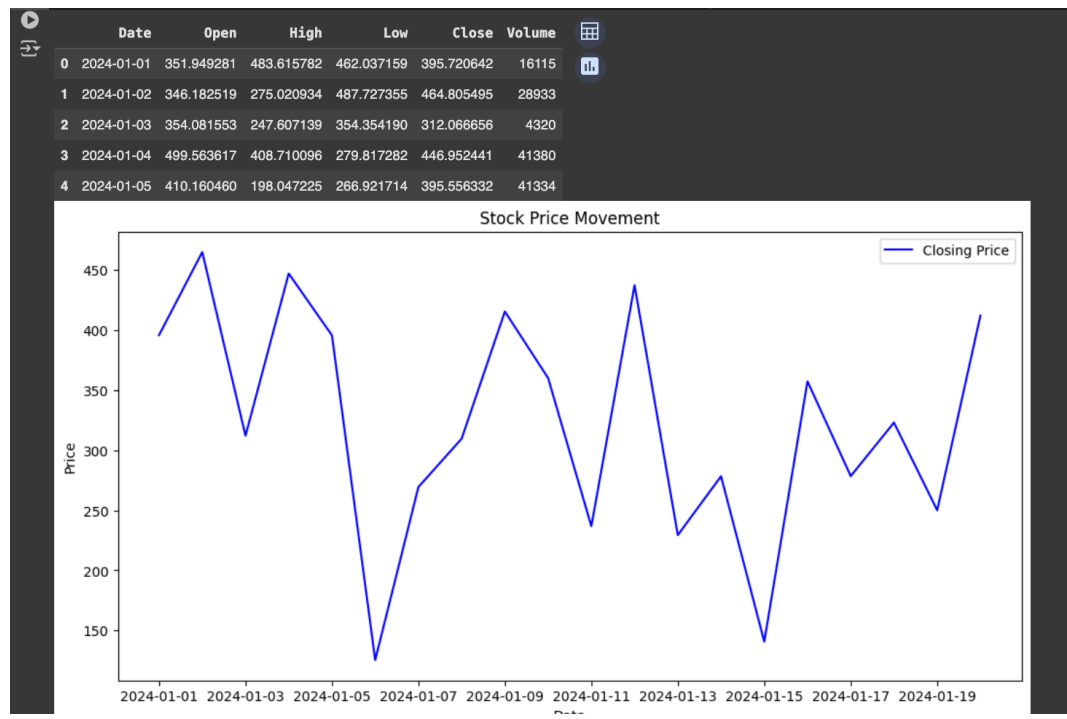 Date Open High Low Close Volume
0 2024-01-01 351.949281 483.615782 462.037159 395.720642 16115
1 2024-01-02 346.182519 275.020934 487.727355 464.805495 28933
2 2024-01-03 354.081553 247.607139 354.354190 312.066656 4320
3 2024-01-04 499.563617 408.710096 279.817282 446.952441 41380
4 2024-01-05 410.160460 198.047225 266.921714 395.556332 41334
Stock Price Movement
Closing Price
450
400
350
300
250
200
150
Price
2024-01-01 2024-01-03 2024-01-05 2024-01-07 2024-01-09 2024-01-11 2024-01-13 2024-01-15 2024-01-17 2024-01-19
Date